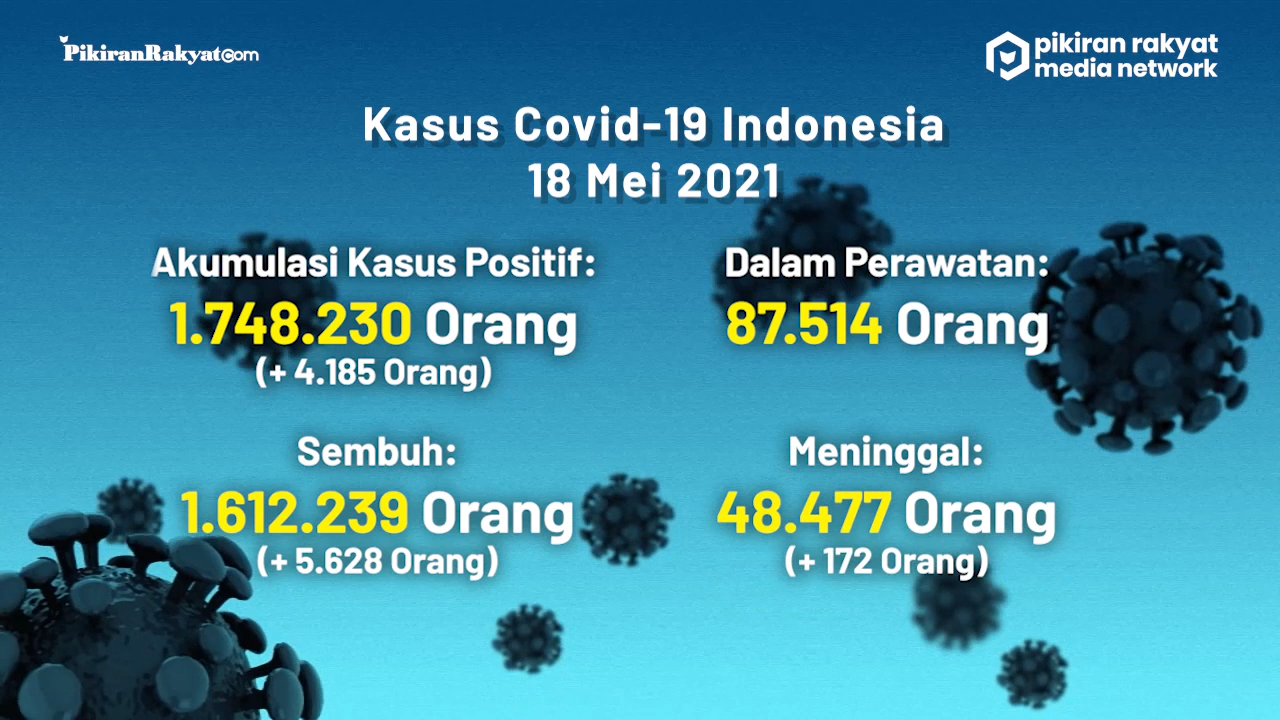 PikiranRakyat.com
pikiran rakyat
media network
Kasus Covid-19 Indonesia
18 Mei 2021
Akumulasi Kasus Positif:
1.748.230 Orang
(+ 4.185 Orang)
Dalam Perawatan:
87.514 Orang
Sembuh:
1.612.239 Orang
(+ 5.628 Orang)
Meninggal:
48.477 Orang
(+ 172 Orang)